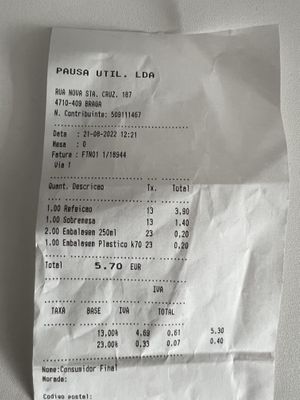 PAUSA UTIL. LDA
RUA NOVA STA. CRUZ. 187
4710-409 BRAGA
N. Contribuinte: 509111467
Data : 21-08-2022 12:21
Mesa : 0
Fatura : FTN01 1/18944
Via 1
Quant. Descricao Tx. Total
1.00 Refeicao 13 3.90
1.00 Sobremesa 13 1.40
2.00 Embalagem 250ml 23 0.20
1.00 Embalagem Plastico k70 23 0.20
Total 5.70 EUR
IVA
TAXA BASE IVA TOTAL
13.00% 4.69 0.61 5.30
23.00% 0.33 0.07 0.40
Nome:Consumidor Final
Morada:
Codigo postal: